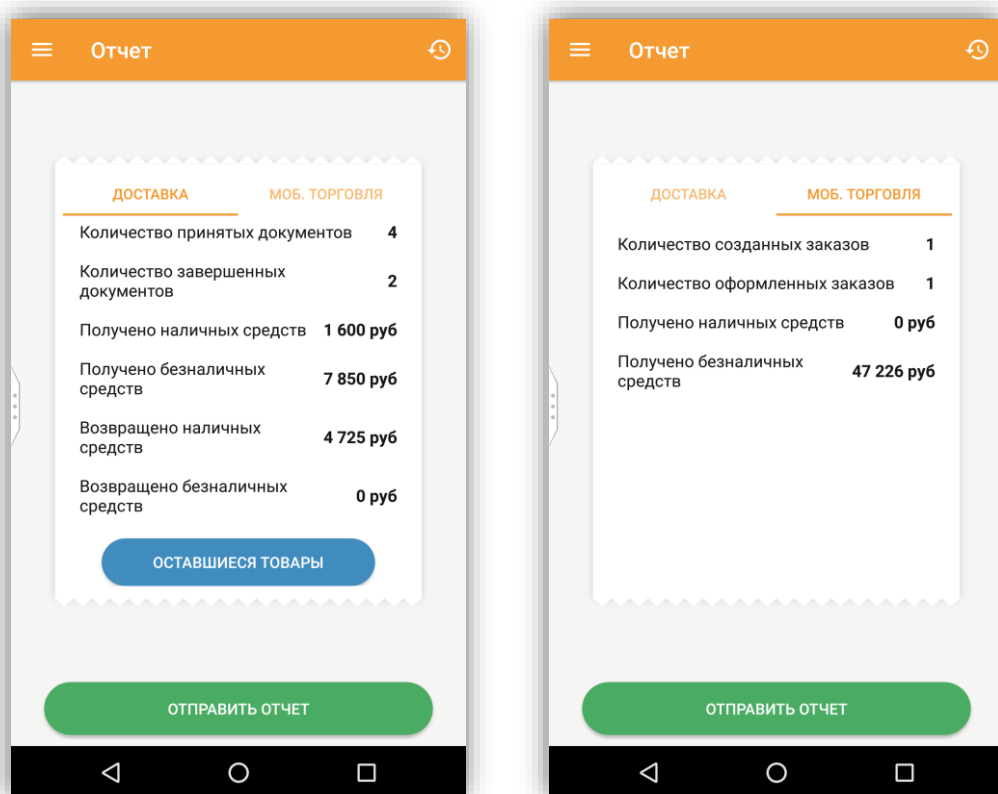 Отчет
ДОСТАВКА МОБ. ТОРГОВЛЯ
Количество принятых документов 4
Количество завершенных
документов 2
Получено наличных средств 1 600 руб
Получено безналичных
средств 7 850 руб
Возвращено наличных
средств 4 725 руб
Возвращено безналичных
средств 0 руб
ОСТАВШИЕСЯ ТОВАРЫ
ОТПРАВИТЬ ОТЧЕТ
Отчет
ДОСТАВКА МОБ. ТОРГОВЛЯ
Количество созданных заказов 1
Количество оформленных заказов 1
Получено наличных средств 0 руб
Получено безналичных
средств 47 226 руб
ОТПРАВИТЬ ОТЧЕТ